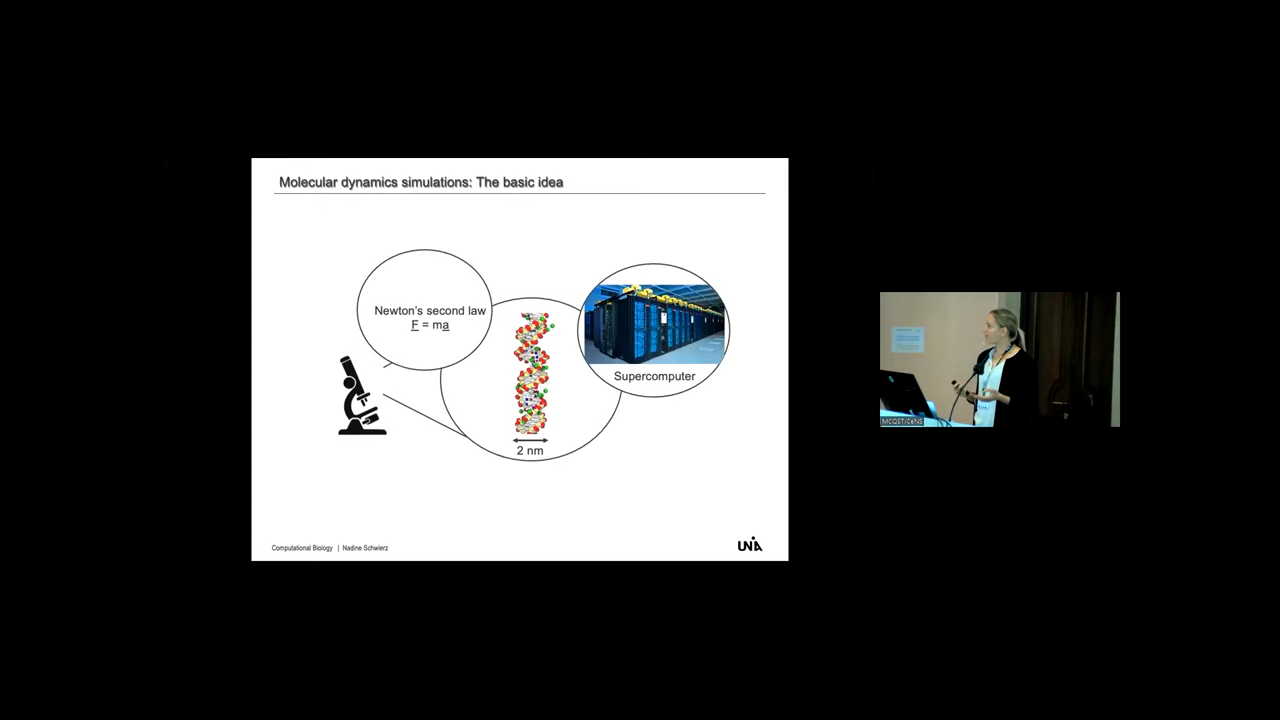 Molecular dynamics simulations: The basic idea
Newton's second law
F = ma
Supercomputer
2 nm
Computational Biology | Nadine Schwierz
UNIA
MCQST/CeNS